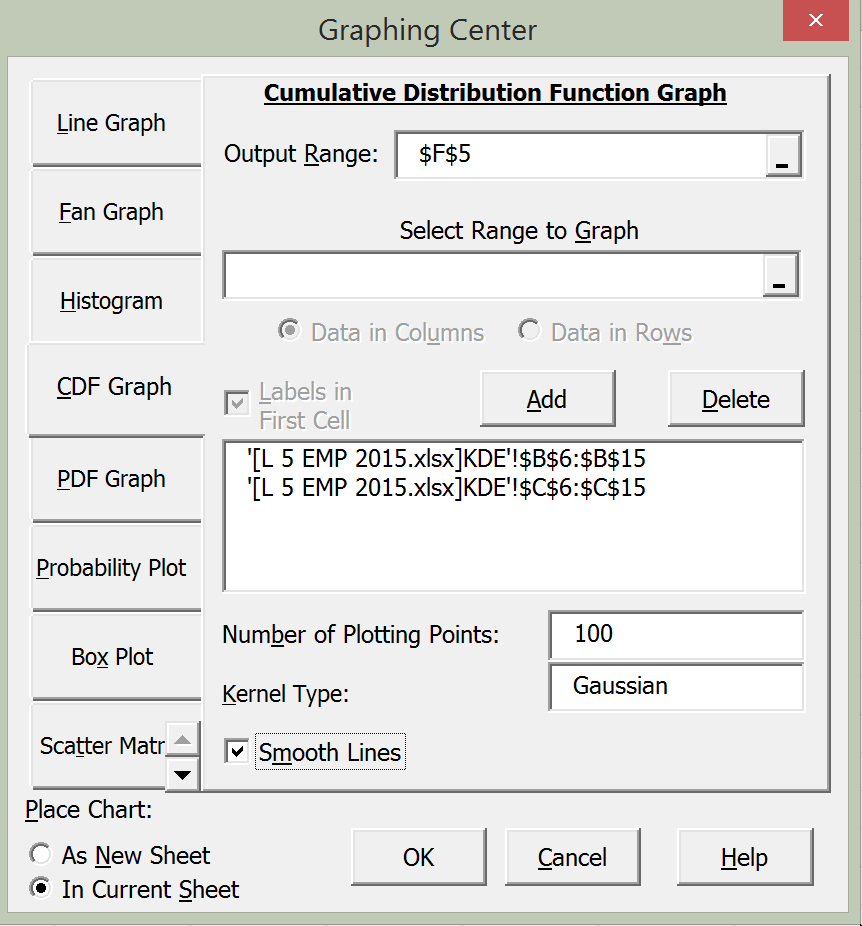 Graphing Center
Line Graph
Fan Graph
Histogram
CDF Graph
PDF Graph
Probability Plot
Box Plot
Scatter Matr
Cumulative Distribution Function Graph
Output Range: $F$5
Select Range to Graph
Data in Columns Data in Rows
Labels in
First Cell
Add Delete
'[L 5 EMP 2015.xlsx]KDE'!$B$6:$B$15
'[L 5 EMP 2015.xlsx]KDE'!$C$6:$C$15
Number of Plotting Points: 100
Kernel Type: Gaussian
Smooth Lines
Place Chart:
As New Sheet
In Current Sheet
OK Cancel Help